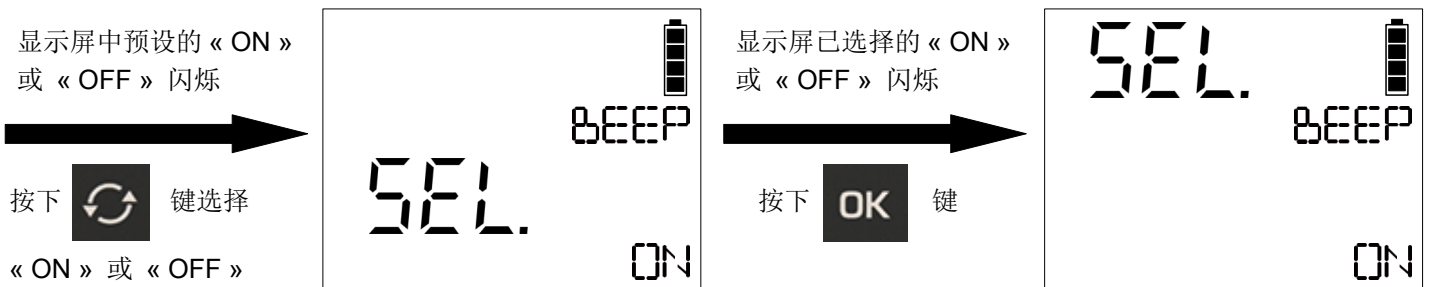 显示屏中预设的 « ON »
或 « OFF » 闪烁
按下 键选择
« ON » 或 « OFF »
BEEP
SEL.
ON
显示屏已选择的 « ON »
或 « OFF » 闪烁
按下 OK 键
SEL.
BEEP
ON